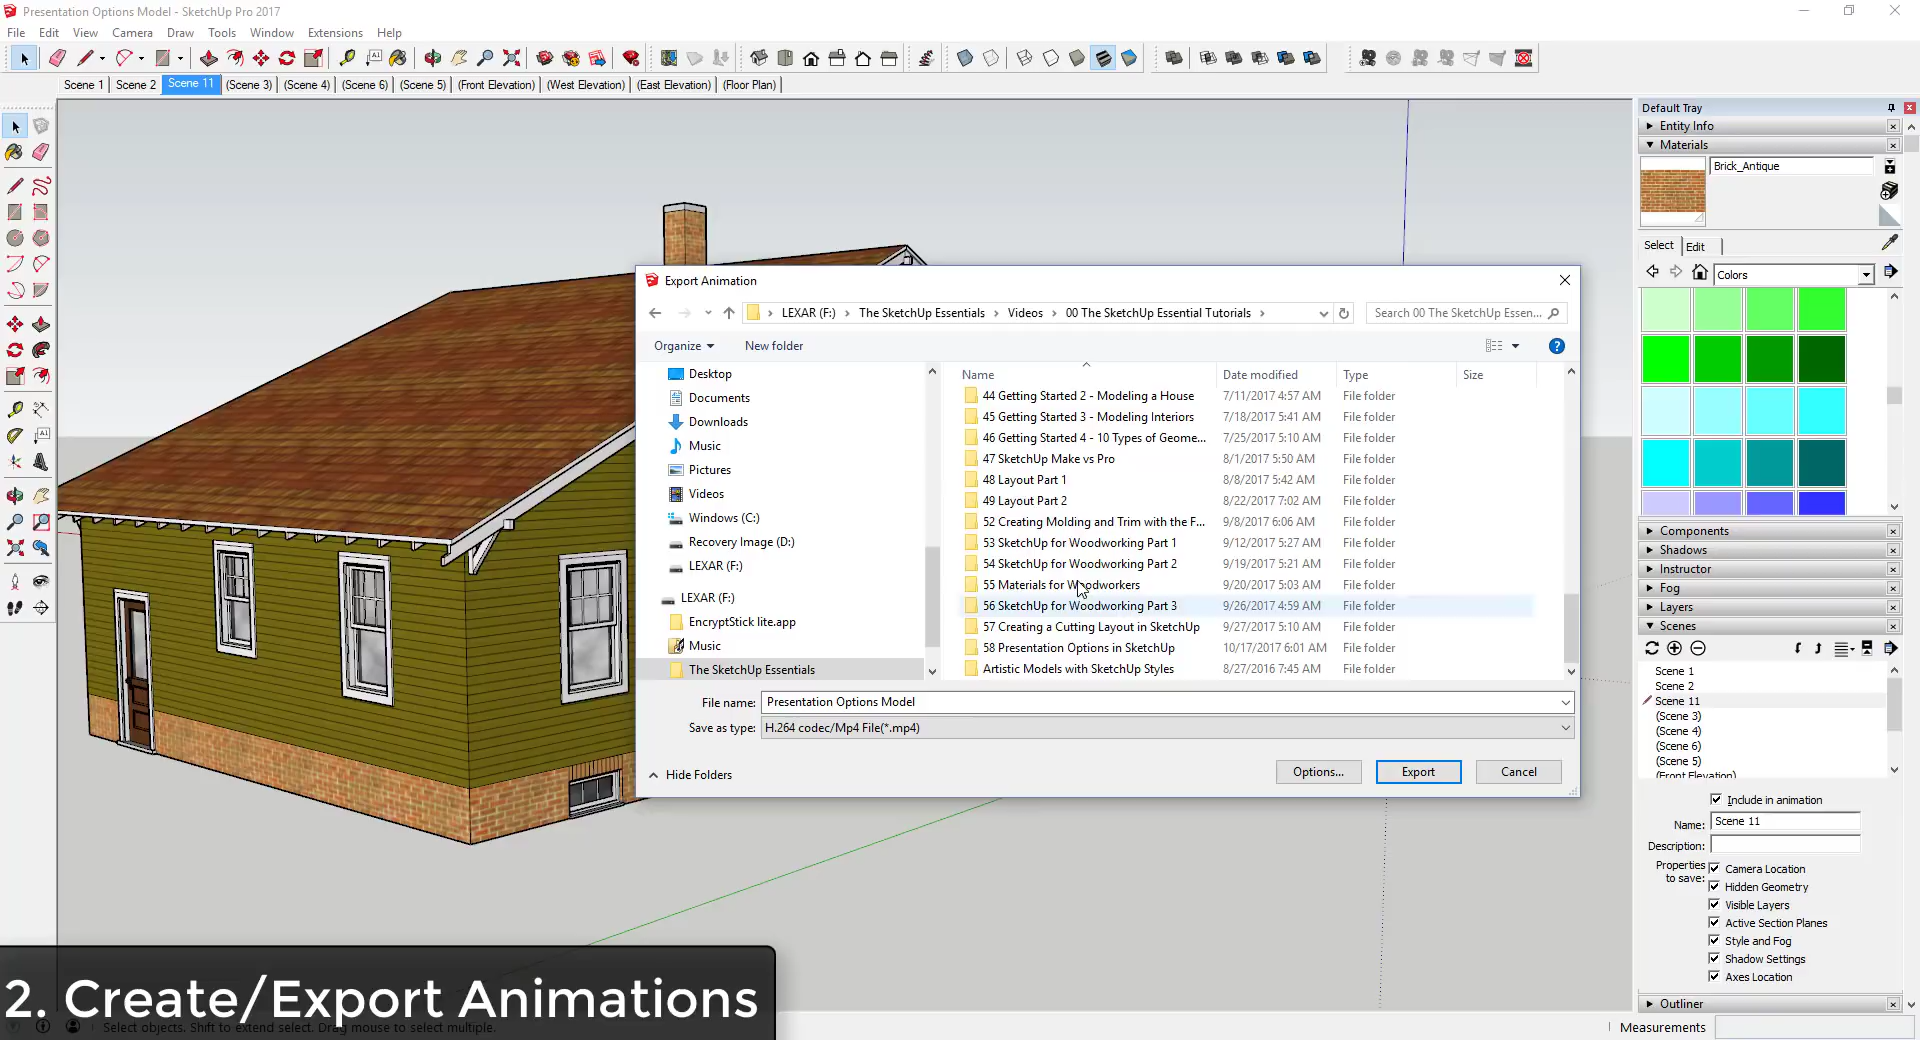 Presentation Options Model - SketchUp Pro 2017
File Edit View Camera Draw Tools Window Extensions Help
Scene 1 Scene 2 Scene 11 (Scene 3) (Scene 4) (Scene 6) (Scene 5) (Front Elevation) (West Elevation) (East Elevation) (Floor Plan)
Default Tray
Entity Info
Materials
Brick_Antique
Select Edit
Colors
Components
Shadows
Instructor
Fog
Layers
Scenes
Scene 1
Scene 2
Scene 11
(Scene 3)
(Scene 4)
(Scene 6)
(Scene 5)
(Front Elevation)
Include in animation
Name: Scene 11
Description:
Properties to save:
Camera Location
Hidden Geometry
Visible Layers
Active Section Planes
Style and Fog
Shadow Settings
Axes Location
Outliner
Measurements
Export Animation
LEXAR (F:) The SketchUp Essentials Videos 00 The SketchUp Essential Tutorials
Search 00 The SketchUp Essen...
Organize New folder
Desktop
Documents
Downloads
Music
Pictures
Videos
Windows (C:)
Recovery Image (D:)
LEXAR (F:)
LEXAR (F:)
EncryptStick lite.app
Music
The SketchUp Essentials
Name Date modified Type Size
44 Getting Started 2 - Modeling a House 7/11/2017 4:57 AM File folder
45 Getting Started 3 - Modeling Interiors 7/18/2017 5:41 AM File folder
46 Getting Started 4 - 10 Types of Geome... 7/25/2017 5:10 AM File folder
47 SketchUp Make vs Pro 8/1/2017 5:50 AM File folder
48 Layout Part 1 8/8/2017 5:42 AM File folder
49 Layout Part 2 8/22/2017 7:02 AM File folder
52 Creating Molding and Trim with the F... 9/8/2017 6:06 AM File folder
53 SketchUp for Woodworking Part 1 9/12/2017 5:27 AM File folder
54 SketchUp for Woodworking Part 2 9/19/2017 5:21 AM File folder
55 Materials for Woodworkers 9/20/2017 5:03 AM File folder
56 SketchUp for Woodworking Part 3 9/26/2017 4:59 AM File folder
57 Creating a Cutting Layout in SketchUp 9/27/2017 5:10 AM File folder
58 Presentation Options in SketchUp 10/17/2017 6:01 AM File folder
Artistic Models with SketchUp Styles 8/27/2016 7:45 AM File folder
File name: Presentation Options Model
Save as type: H.264 codec/Mp4 File(*.mp4)
Hide Folders
Options... Export Cancel
2. Create/Export Animations
Select objects. Shift to extend select. Drag mouse to select multiple.